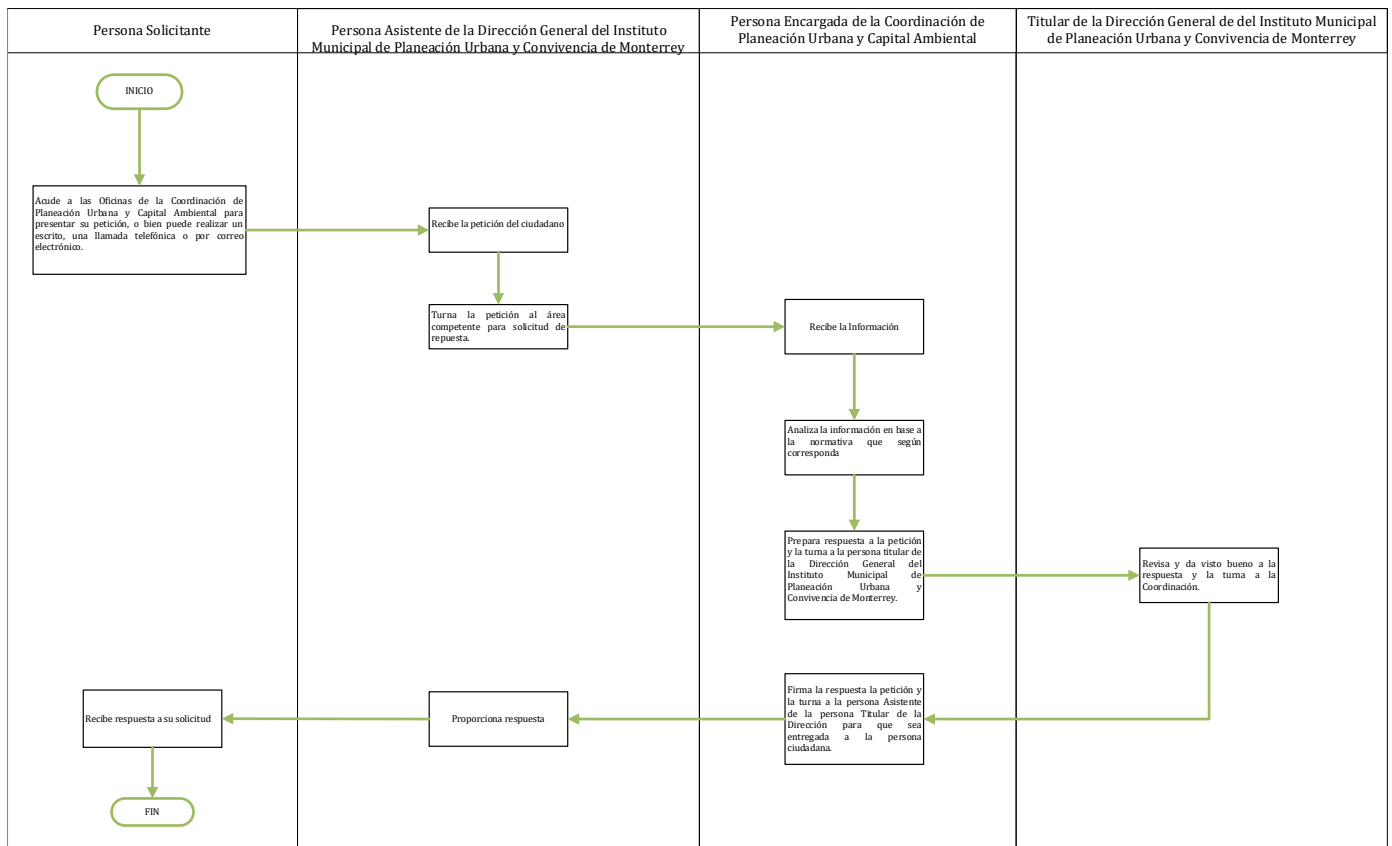 Persona Solicitante
Persona Asistente de la Dirección General del Instituto
Municipal de Planeación Urbana y Convivencia de Monterrey
Persona Encargada de la Coordinación de
Planeación Urbana y Capital Ambiental
Titular de la Dirección General de del Instituto Municipal
de Planeación Urbana y Convivencia de Monterrey
INICIO
Acude a las Oficinas de la Coordinación de
Planeación Urbana y Capital Ambiental para
presentar su petición, o bien puede realizar un
escrito, una llamada telefónica o por correo
electrónico.
Recibe la petición del ciudadano
Turna la petición al área
competente para solicitud de
repuesta.
Recibe la Información
Analiza la información en base a
la normativa que según
corresponda
Prepara respuesta a la petición
y la turna a la persona titular de
la Dirección General del
Instituto Municipal de
Planeación Urbana y
Convivencia de Monterrey.
Revisa y da visto bueno a la
respuesta y la turna a la
Coordinación.
Firma la respuesta la petición y
la turna a la persona Asistente
de la persona Titular de la
Dirección para que sea
entregada a la persona
ciudadana.
Proporciona respuesta
Recibe respuesta a su solicitud
FIN